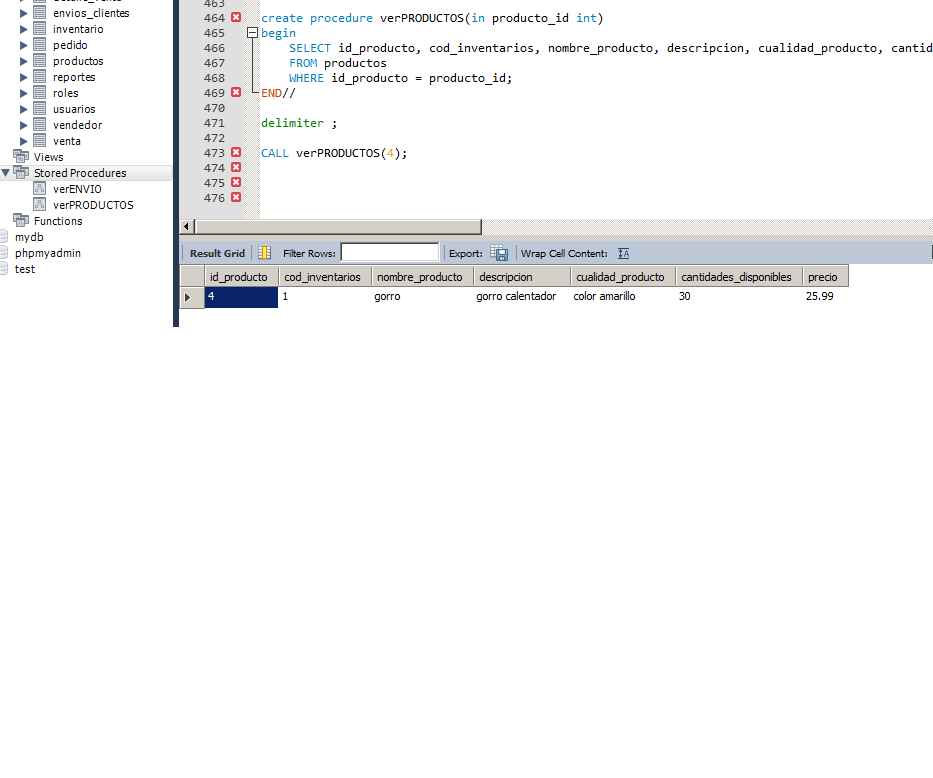 envios_clientes
inventario
pedido
productos
reportes
roles
usuarios
vendedor
venta
Views
Stored Procedures
verENVIO
verPRODUCTOS
Functions
mydb
phpmyadmin
test
463
464 create procedure verPRODUCTOS(in producto_id int)
465 begin
466 SELECT id_producto, cod_inventarios, nombre_producto, descripcion, cualidad_producto, cantid
467 FROM productos
468 WHERE id_producto = producto_id;
469 END//
470
471 delimiter ;
472
473 CALL verPRODUCTOS(4);
474
475
476
Result Grid Filter Rows: Export: Wrap Cell Content:
id_producto cod_inventarios nombre_producto descripcion cualidad_producto cantidades_disponibles precio
4 1 gorro gorro calentador color amarillo 30 25.99